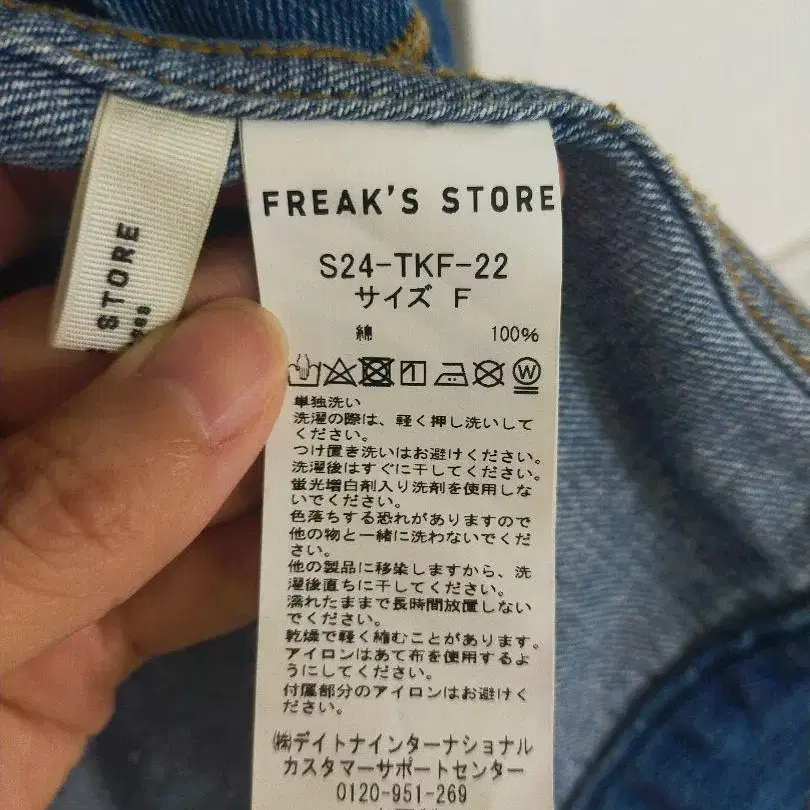 STORE
FREAK'S STORE
S24-TKF-22
サイズ F
綿 100%
W
単独洗い
洗濯の際は、軽く押し洗いして
ください。
つけ置き洗いはお避けください。
洗濯後はすぐに干してください。
蛍光増白剤入り洗剤を使用しな
いでください。
色落ちする恐れがありますので
他の物と一緒に洗わないでくだ
さい。
他の製品に移染しますから、洗
濯後直ちに干してください。
濡れたままで長時間放置しない
でください。
乾燥で軽く縮むことがあります。
アイロンはあて布を使用するよ
うにしてください。
付属部分のアイロンはお避けく
ださい。
㈱デイトナインターナショナル
カスタマーサポートセンター
0120-951-269